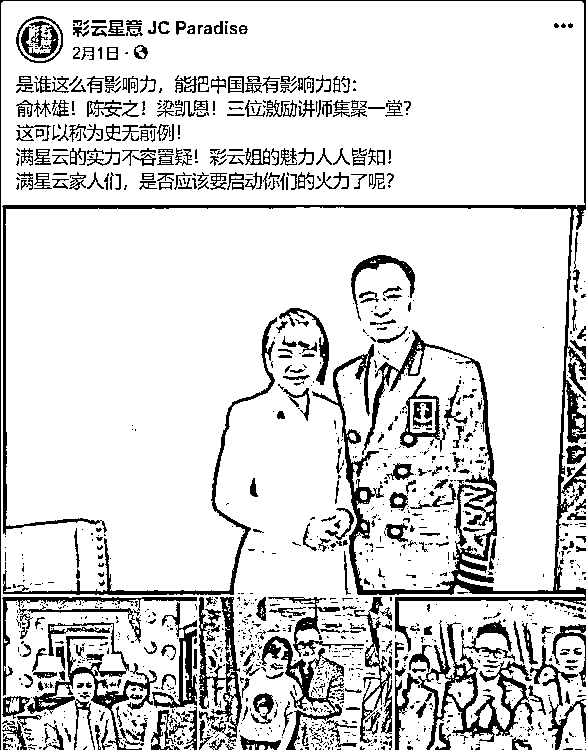 彩云星意 JC Paradise
2月1日 ·
是谁这么有影响力，能把中国最有影响力的：
俞林雄！陈安之！梁凯恩！三位激励讲师集聚一堂？
这可以称为史无前例！
满星云的实力不容置疑！彩云姐的魅力人人皆知！
满星云家人们，是否应该要启动你们的火力了呢？